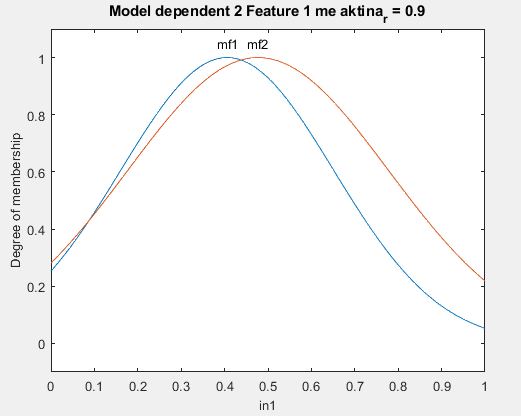 Model dependent 2 Feature 1 me aktina_r = 0.9
mf1 mf2
1
0.8
0.6
0.4
0.2
0
Degree of membership
0 0.1 0.2 0.3 0.4 0.5 0.6 0.7 0.8 0.9 1
in1